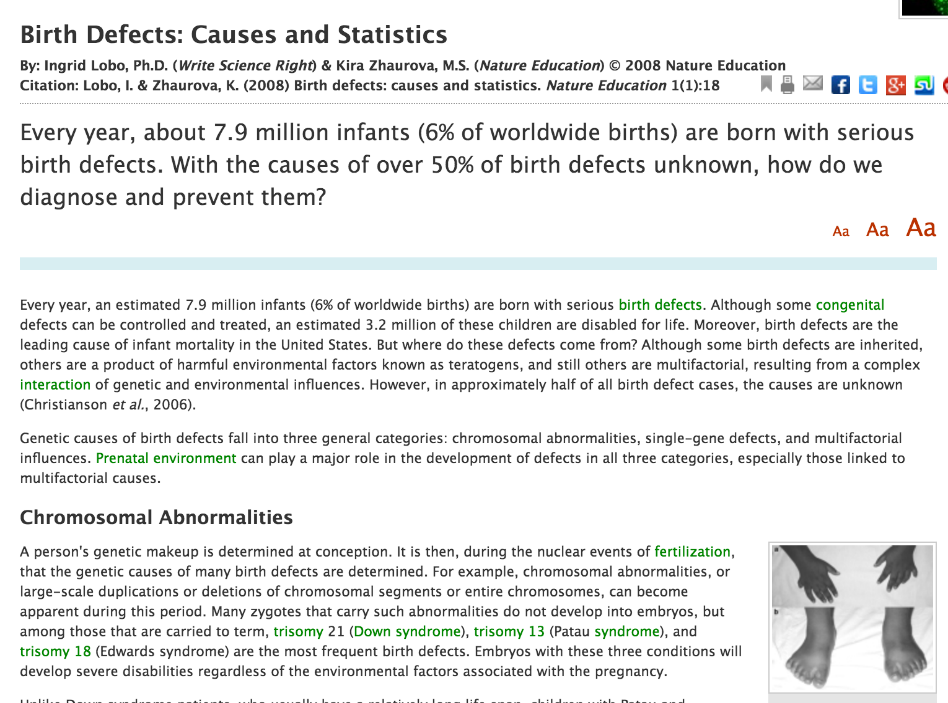 Birth Defects: Causes and Statistics
By: Ingrid Lobo, Ph.D. (Write Science Right) & Kira Zhaurova, M.S. (Nature Education) © 2008 Nature Education
Citation: Lobo, I. & Zhaurova, K. (2008) Birth defects: causes and statistics. Nature Education 1(1):18
Every year, about 7.9 million infants (6% of worldwide births) are born with serious
birth defects. With the causes of over 50% of birth defects unknown, how do we
diagnose and prevent them?
Aa Aa Aa
Every year, an estimated 7.9 million infants (6% of worldwide births) are born with serious birth defects. Although some congenital
defects can be controlled and treated, an estimated 3.2 million of these children are disabled for life. Moreover, birth defects are the
leading cause of infant mortality in the United States. But where do these defects come from? Although some birth defects are inherited,
others are a product of harmful environmental factors known as teratogens, and still others are multifactorial, resulting from a complex
interaction of genetic and environmental influences. However, in approximately half of all birth defect cases, the causes are unknown
(Christianson et al., 2006).
Genetic causes of birth defects fall into three general categories: chromosomal abnormalities, single-gene defects, and multifactorial
influences. Prenatal environment can play a major role in the development of defects in all three categories, especially those linked to
multifactorial causes.
Chromosomal Abnormalities
A person's genetic makeup is determined at conception. It is then, during the nuclear events of fertilization,
that the genetic causes of many birth defects are determined. For example, chromosomal abnormalities, or
large-scale duplications or deletions of chromosomal segments or entire chromosomes, can become
apparent during this period. Many zygotes that carry such abnormalities do not develop into embryos, but
among those that are carried to term, trisomy 21 (Down syndrome), trisomy 13 (Patau syndrome), and
trisomy 18 (Edwards syndrome) are the most frequent birth defects. Embryos with these three conditions will
develop severe disabilities regardless of the environmental factors associated with the pregnancy.
Unlike Down syndrome patients, who usually have a relatively long life span, children with Patau and
a
b